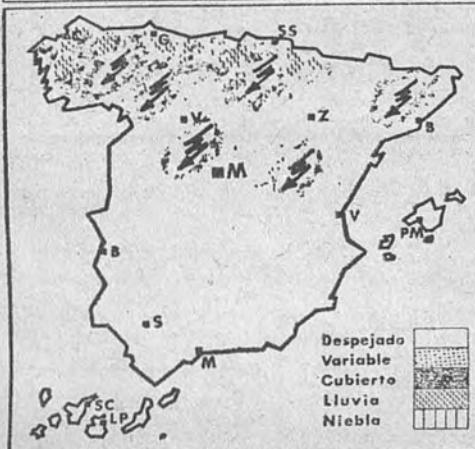 C
G
SS
V
Z
B
M
V
PM
B
S
M
SC
LP
Despejado
Variable
Cubierto
Lluvia
Niebla